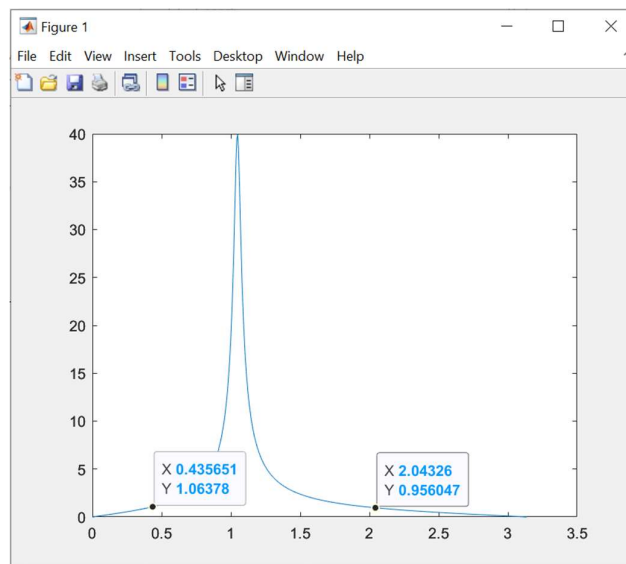 Figure 1
File Edit View Insert Tools Desktop Window Help
40
35
30
25
20
15
10
5
0
X 0.435651
Y 1.06378
X 2.04326
Y 0.956047
0 0.5 1 1.5 2 2.5 3 3.5